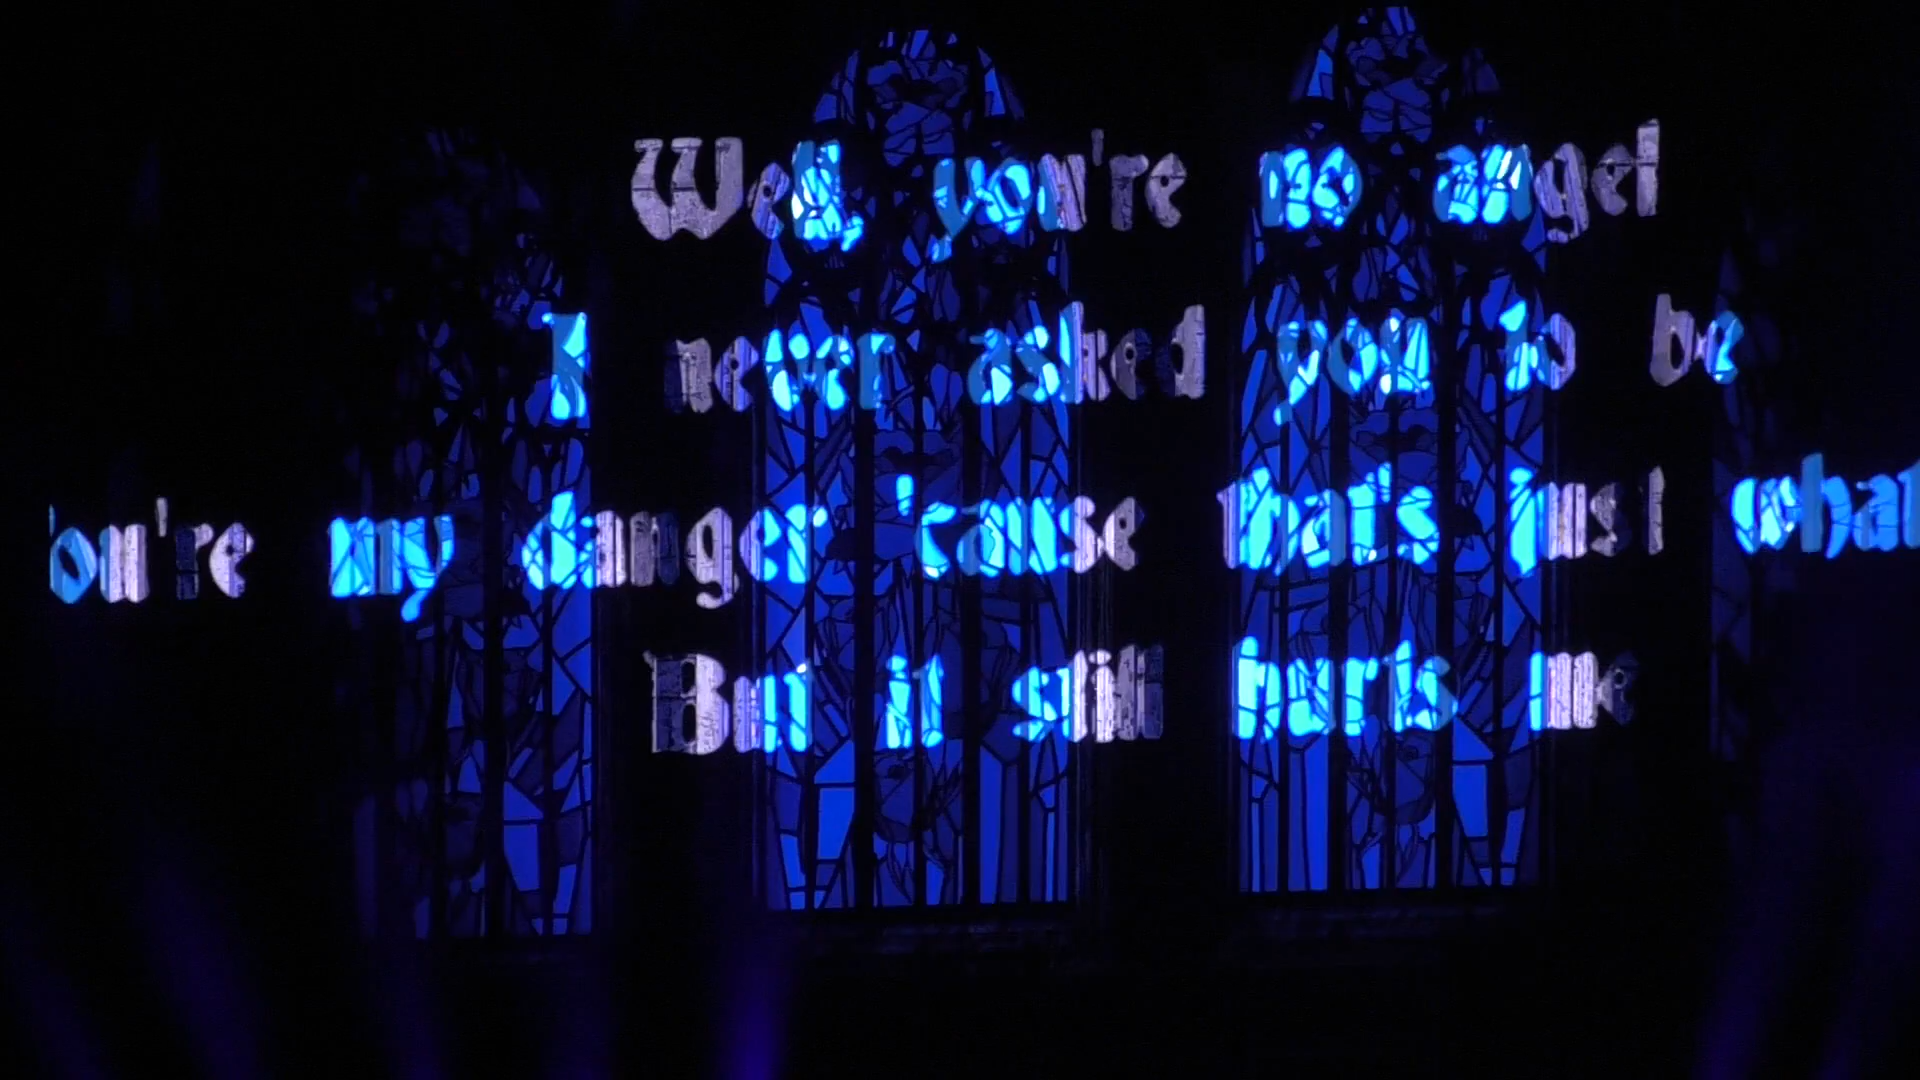 Well, you're no angel
I never asked you to be
ou're my danger 'cause that's just what
But it still hurts me